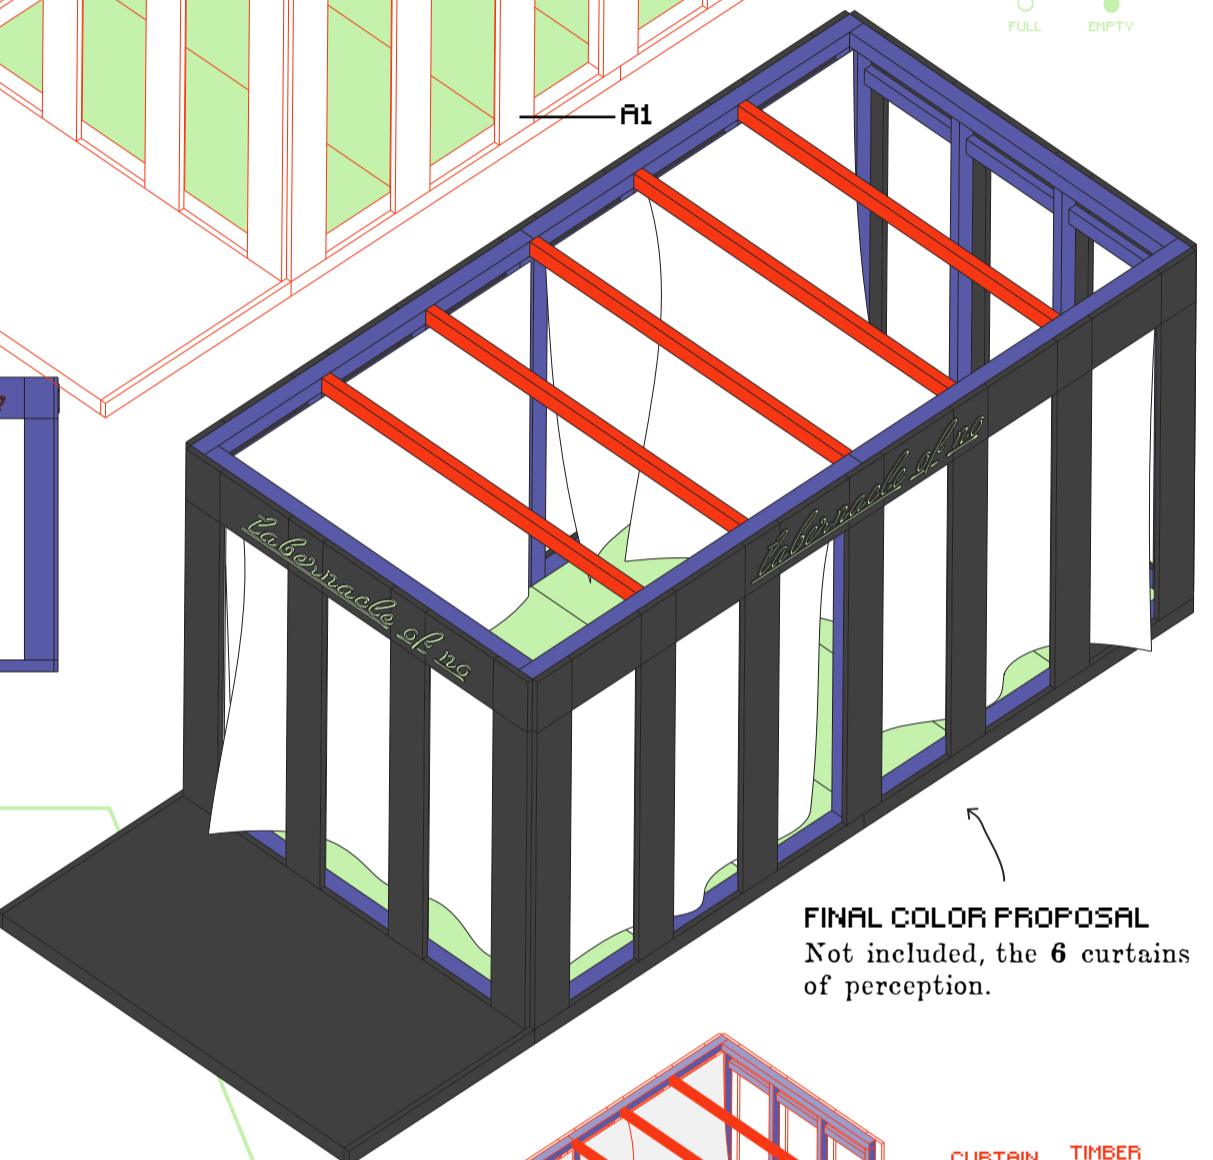 FULL EMPTY
A1
tabernacle of no
tabernacle of no
FINAL COLOR PROPOSAL
Not included, the 6 curtains
of perception.
CURTAIN TIMBER